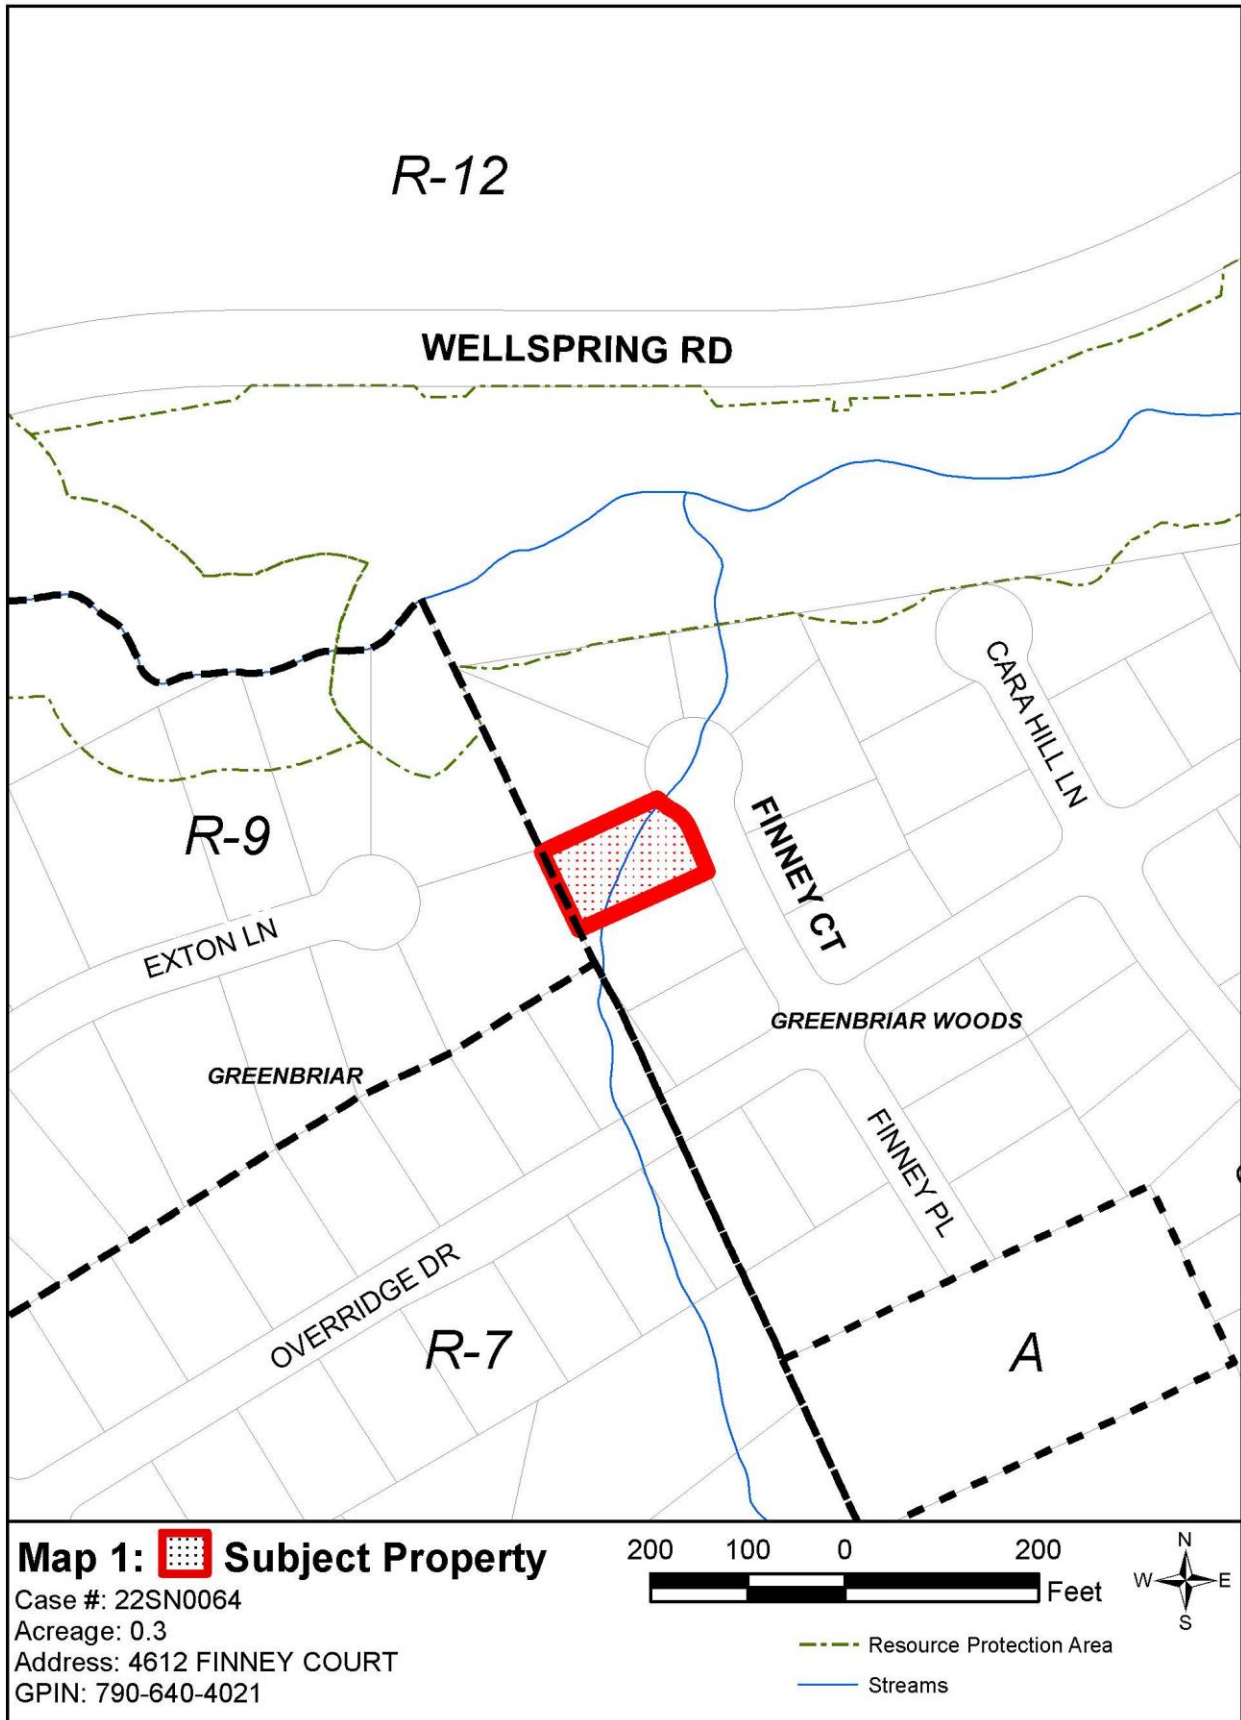 R-12
WELLSPRING RD
CARA HILL LN
R-9
FINNEY CT
EXTON LN
GREENBRIAR WOODS
GREENBRIAR
FINNEY PL
OVERRIDGE DR
R-7
A
Map 1: Subject Property
Case #: 22SN0064
Acreage: 0.3
Address: 4612 FINNEY COURT
GPIN: 790-640-4021
200 100 0 200
Feet
Resource Protection Area
Streams
N
W E
S